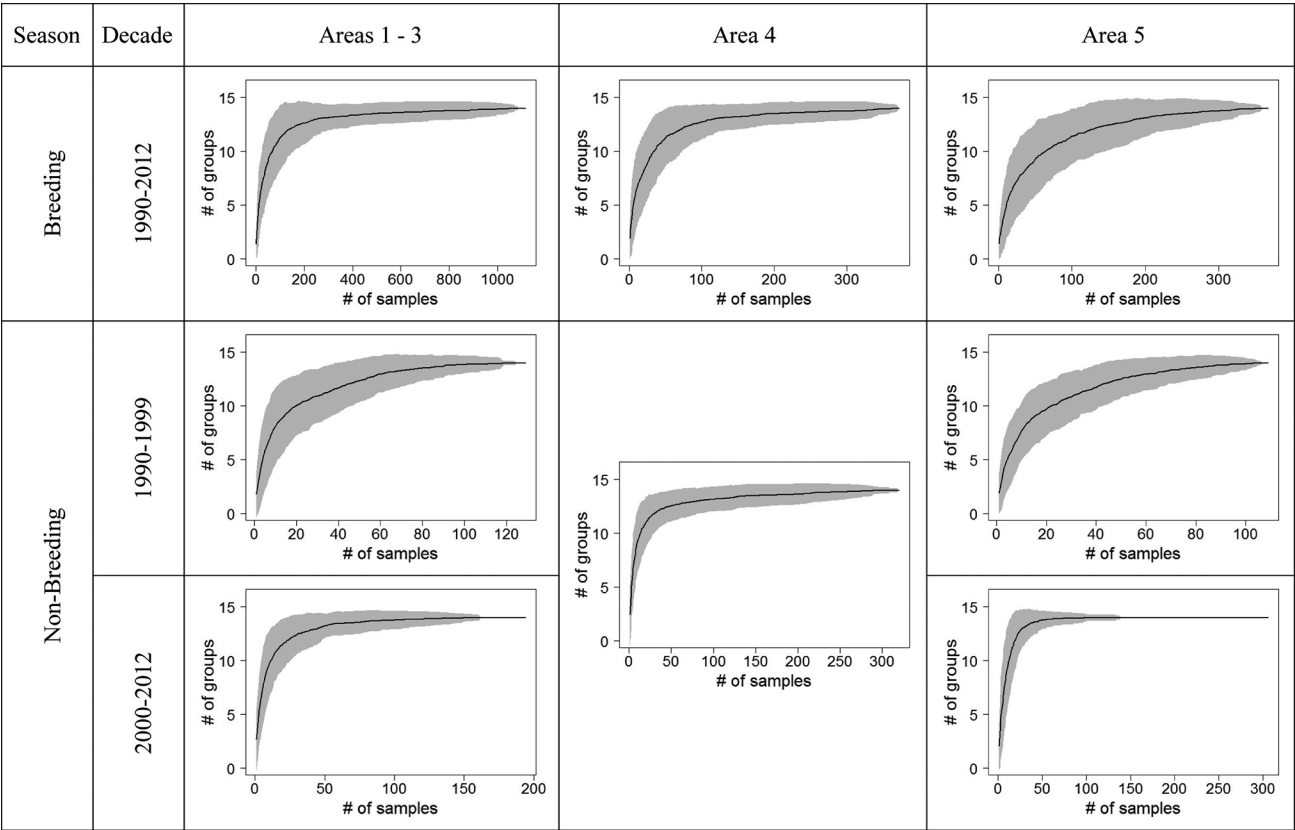 Season Decade Areas 1 - 3 Area 4 Area 5
Breeding
1990-2012
# of groups
15
10
5
0
0 200 400 600 800 1000
# of samples
# of groups
15
10
5
0
0 100 200 300
# of samples
# of groups
15
10
5
0
0 100 200 300
# of samples
Non-Breeding
1990-1999
# of groups
15
10
5
0
0 20 40 60 80 100 120
# of samples
# of groups
15
10
5
0
0 50 100 150 200 250 300
# of samples
# of groups
15
10
5
0
0 20 40 60 80 100
# of samples
2000-2012
# of groups
15
10
5
0
0 50 100 150 200
# of samples
# of groups
15
10
5
0
0 50 100 150 200 250 300
# of samples